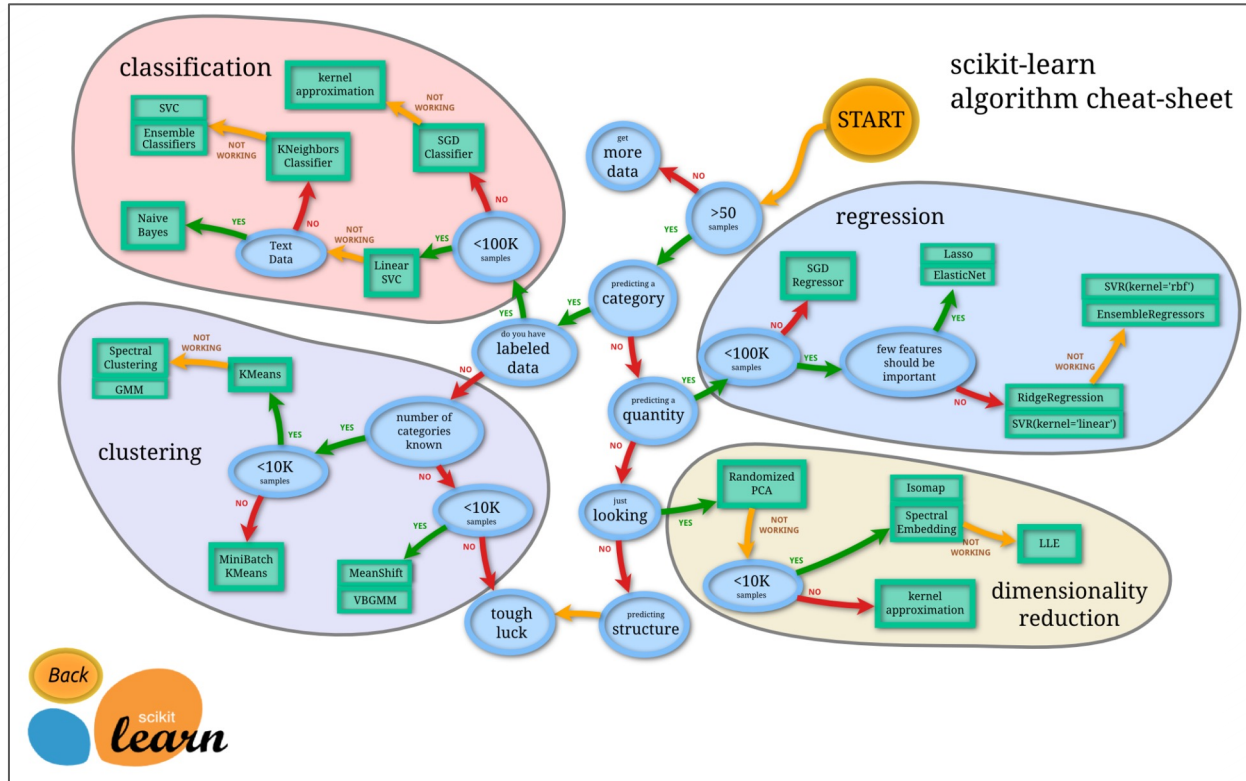 scikit-learn
algorithm cheat-sheet
START
get
more
data
NO
>50
samples
YES
predicting a
category
YES
NO
do you have
labeled
data
YES
NO
predicting a
quantity
YES
NO
just
looking
YES
NO
predicting
structure
tough
luck
classification
kernel
approximation
NOT
WORKING
SVC
Ensemble
Classifiers
NOT
WORKING
KNeighbors
Classifier
SGD
Classifier
NO
Naive
Bayes
YES
NO
Text
Data
NOT
WORKING
Linear
SVC
YES
<100K
samples
regression
SGD
Regressor
NO
<100K
samples
YES
Lasso
ElasticNet
YES
few features
should be
important
NO
SVR(kernel='rbf')
EnsembleRegressors
NOT
WORKING
RidgeRegression
SVR(kernel='linear')
clustering
Spectral
Clustering
GMM
NOT
WORKING
KMeans
YES
<10K
samples
NO
MiniBatch
KMeans
YES
number of
categories
known
NO
<10K
samples
YES
NO
MeanShift
VBGMM
dimensionality
reduction
Randomized
PCA
NOT
WORKING
<10K
samples
YES
NO
Isomap
Spectral
Embedding
NOT
WORKING
LLE
kernel
approximation
Back
scikit
learn